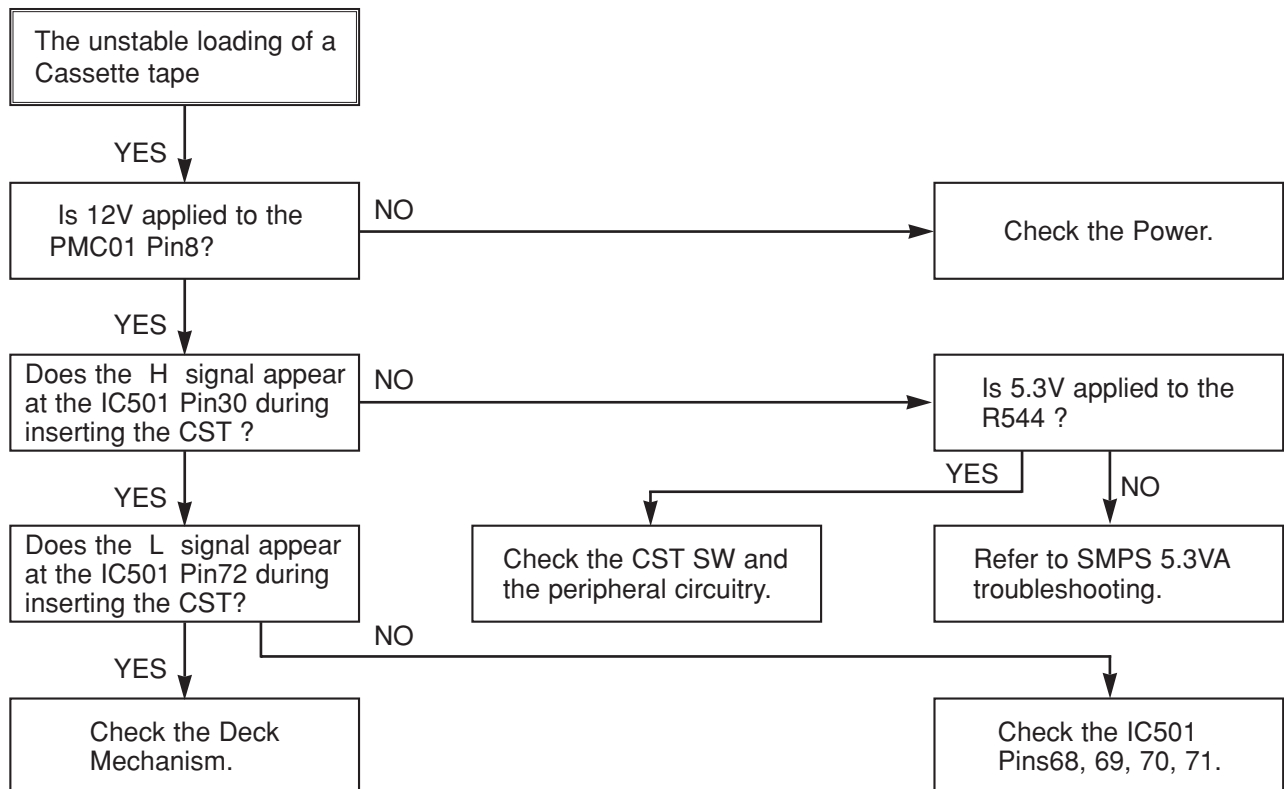 The unstable loading of a
Cassette tape
YES
Is 12V applied to the
PMC01 Pin8?
NO
Check the Power.
YES
Does the H signal appear
at the IC501 Pin30 during
inserting the CST ?
NO
Is 5.3V applied to the
R544 ?
YES
YES
NO
Does the L signal appear
at the IC501 Pin72 during
inserting the CST?
Check the CST SW and
the peripheral circuitry.
Refer to SMPS 5.3VA
troubleshooting.
NO
YES
Check the Deck
Mechanism.
Check the IC501
Pins68, 69, 70, 71.